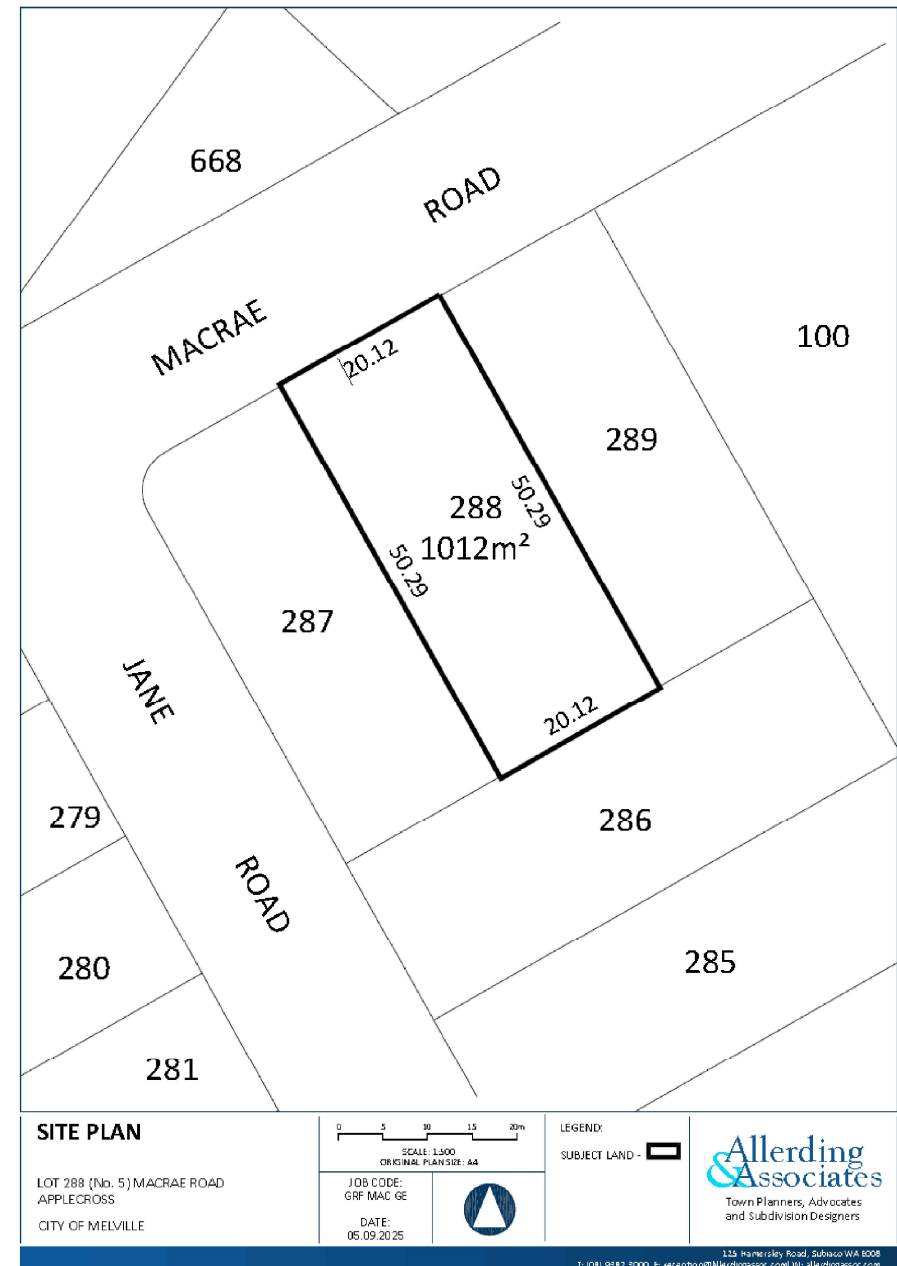 668
MACRAE ROAD
100
20.12
289
288
1012m²
50.29
50.29
287
20.12
JANE ROAD
279
286
280
285
281
SITE PLAN
LOT 288 (No. 5) MACRAE ROAD
APPLECROSS
CITY OF MELVILLE
0 5 10 15 20m
SCALE: 1:500
ORIGINAL PLAN SIZE: A4
JOB CODE:
GRF MAC GE
DATE:
05.09.2025
LEGEND:
SUBJECT LAND -
Allerding
& Associates
Town Planners, Advocates
and Subdivision Designers
125 Hamersley Road, Subiaco WA 6008